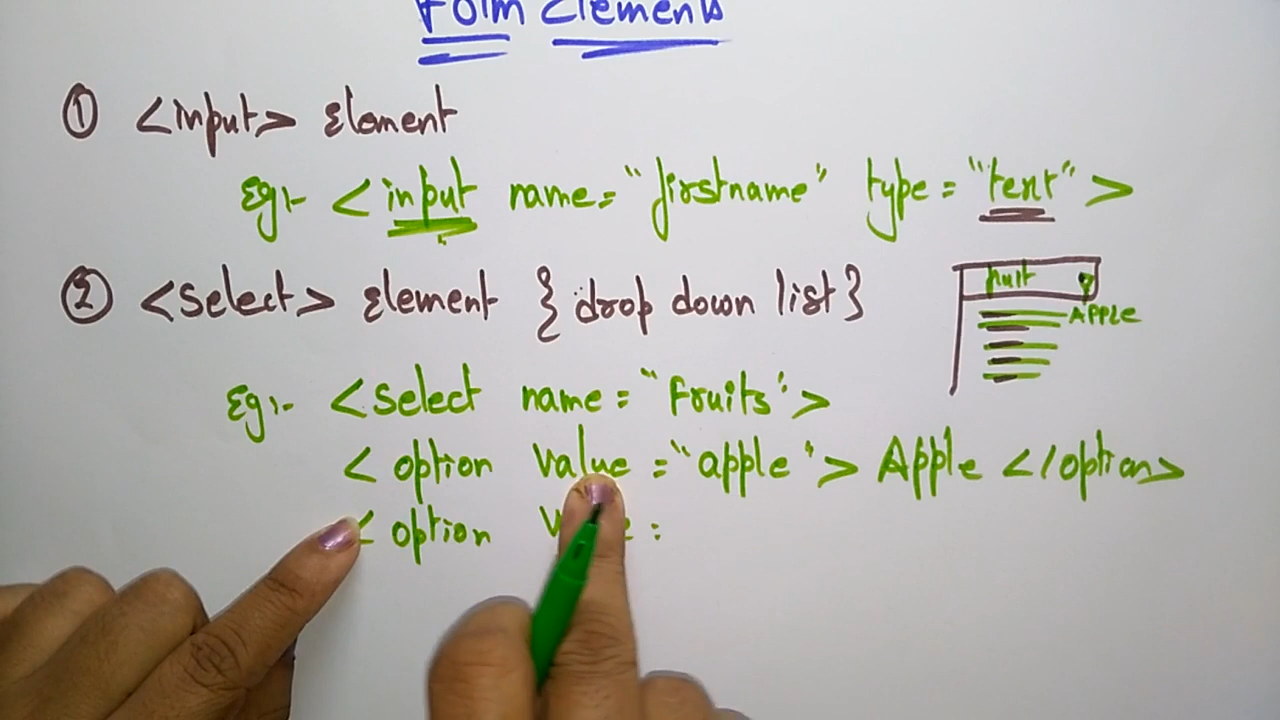 Form Elements
① <input> Element
Eg:- <input name="firstname" type="text">
② <select> Element { drop down list }
fruit
APPLE
Eg:- <select name="Fruits">
<option value="apple"> Apple </option>
<option